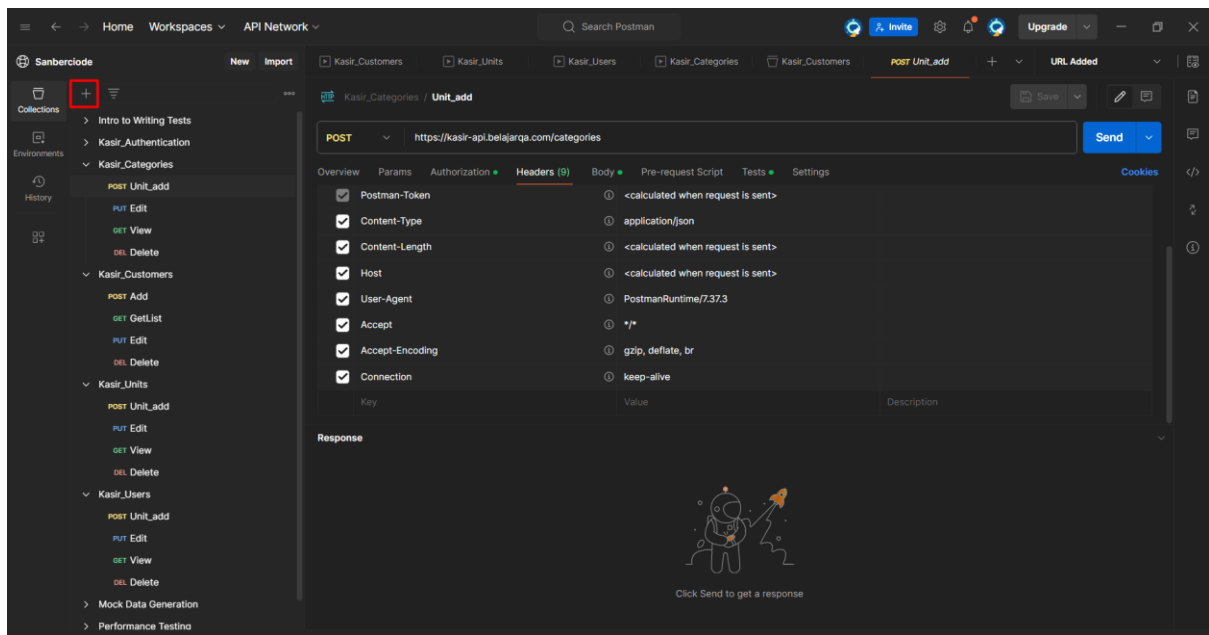 Home Workspaces API Network Search Postman Invite Upgrade
Sanberciode New Import
Kasir_Customers Kasir_Units Kasir_Users Kasir_Categories Kasir_Customers POST Unit_add URL Added
Collections
Environments
History
Intro to Writing Tests
Kasir_Authentication
Kasir_Categories
POST Unit_add
PUT Edit
GET View
DEL Delete
Kasir_Customers
POST Add
GET GetList
PUT Edit
DEL Delete
Kasir_Units
POST Unit_add
PUT Edit
GET View
DEL Delete
Kasir_Users
POST Unit_add
PUT Edit
GET View
DEL Delete
Mock Data Generation
Performance Testing
HTTP Kasir_Categories / Unit_add Save
POST https://kasir-api.belajarqa.com/categories Send
Overview Params Authorization Headers (9) Body Pre-request Script Tests Settings Cookies
Postman-Token <calculated when request is sent>
Content-Type application/json
Content-Length <calculated when request is sent>
Host <calculated when request is sent>
User-Agent PostmanRuntime/7.37.3
Accept */*
Accept-Encoding gzip, deflate, br
Connection keep-alive
Key Value Description
Response
Click Send to get a response